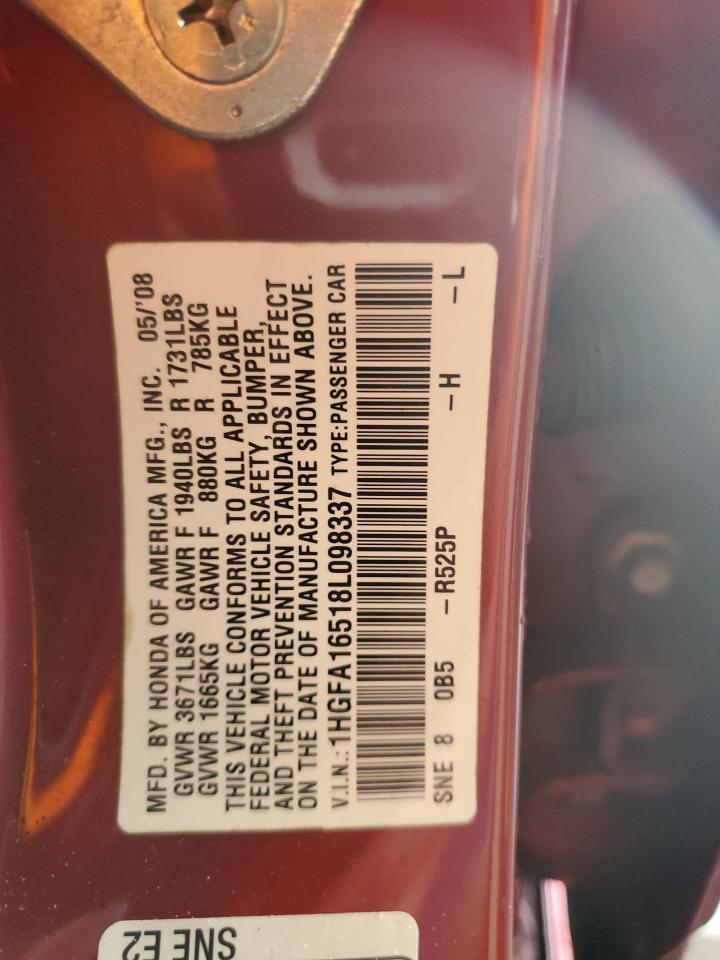 MFD. BY HONDA OF AMERICA MFG., INC. 05/'08
GVWR 3671LBS GAWR F 1940LBS R 1731LBS
GVWR 1665KG GAWR F 880KG R 785KG
THIS VEHICLE CONFORMS TO ALL APPLICABLE
FEDERAL MOTOR VEHICLE SAFETY, BUMPER,
AND THEFT PREVENTION STANDARDS IN EFFECT
ON THE DATE OF MANUFACTURE SHOWN ABOVE.
V.I.N.: 1HGFA16518L098337 TYPE:PASSENGER CAR
SNE 8 0B5 -R525P -H -L
SNE E2